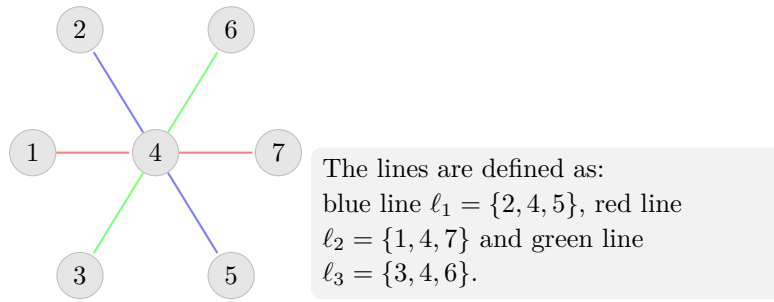 2 6
1 4 7
3 5
The lines are defined as:
blue line ℓ₁ = {2, 4, 5}, red line
ℓ₂ = {1, 4, 7} and green line
ℓ₃ = {3, 4, 6}.